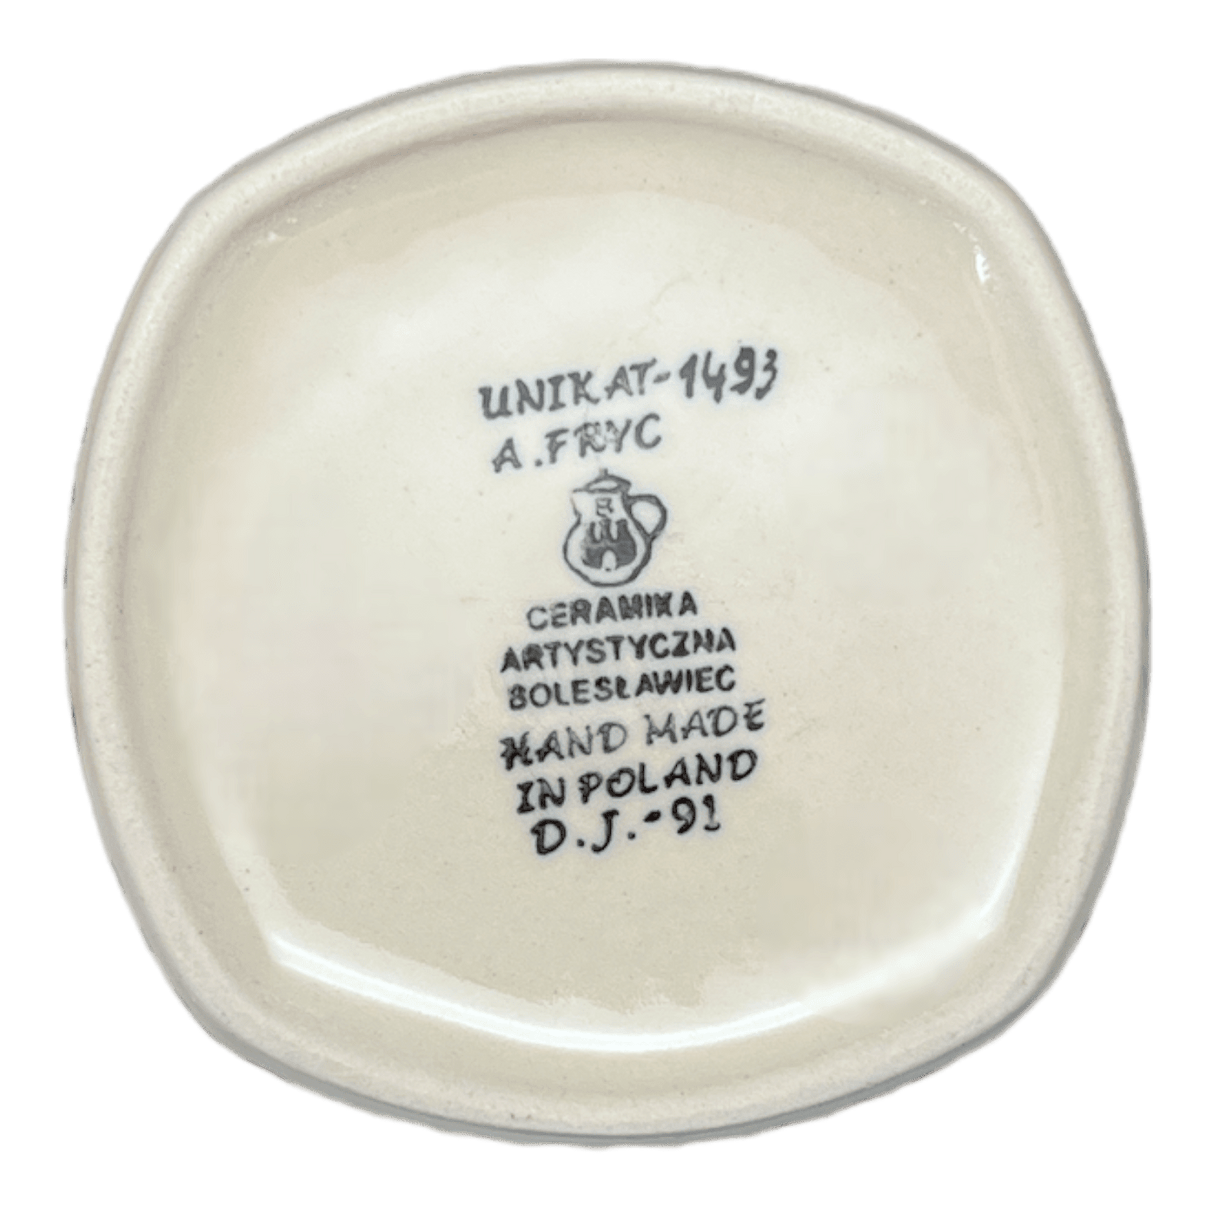 UNIKAT-1493
A.FRYC
CERAMIKA
ARTYSTYCZNA
BOLESŁAWIEC
HAND MADE
IN POLAND
D.J.-91